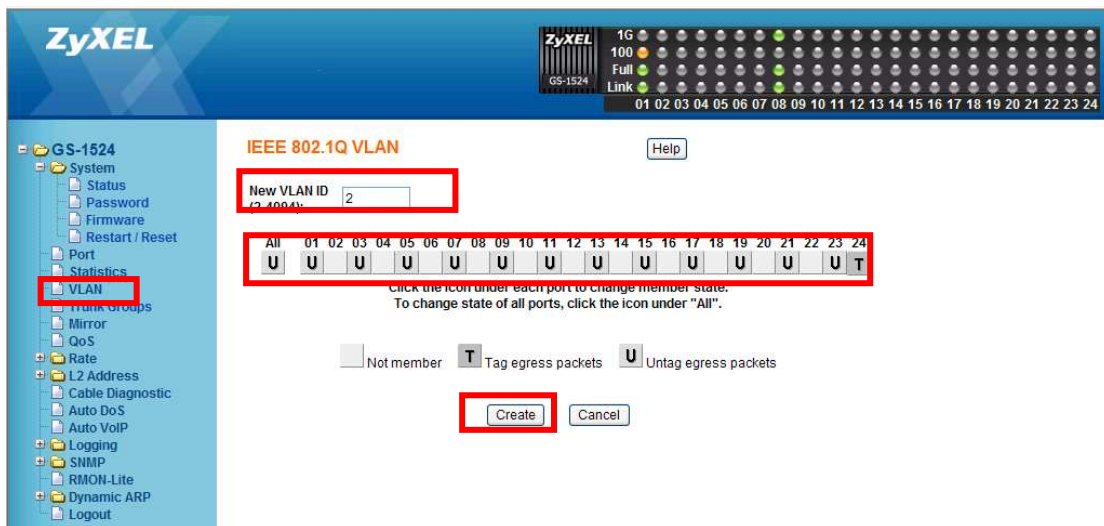 ZyXEL
ZyXEL
GS-1524
1G
100
Full
Link
01 02 03 04 05 06 07 08 09 10 11 12 13 14 15 16 17 18 19 20 21 22 23 24
GS-1524
System
Status
Password
Firmware
Restart / Reset
Port
Statistics
VLAN
Trunk Groups
Mirror
QoS
Rate
L2 Address
Cable Diagnostic
Auto DoS
Auto VoIP
Logging
SNMP
RMON-Lite
Dynamic ARP
Logout
IEEE 802.1Q VLAN
Help
New VLAN ID
(2-4094):
2
All 01 02 03 04 05 06 07 08 09 10 11 12 13 14 15 16 17 18 19 20 21 22 23 24
U U U U U U U U U U U U U T
Click the icon under each port to change member state.
To change state of all ports, click the icon under "All".
Not member T Tag egress packets U Untag egress packets
Create Cancel